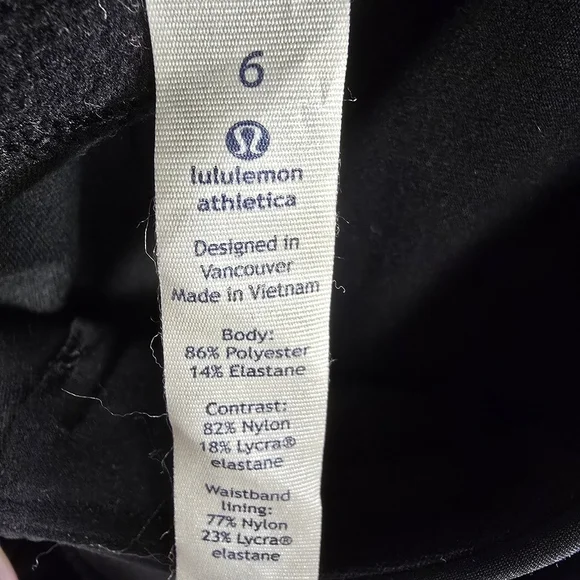 6
lululemon
athletica
Designed in
Vancouver
Made in Vietnam
Body:
86% Polyester
14% Elastane
Contrast:
82% Nylon
18% Lycra®
elastane
Waistband
lining:
77% Nylon
23% Lycra®
elastane